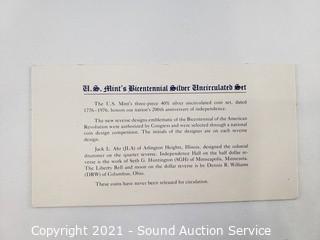 U.S. Mint's Bicentennial Silver Uncirculated Set
The U.S. Mint's three-piece 40% silver uncirculated coin set, dated
1776-1976, honors our nation's 200th anniversary of independence.
The new reverse designs emblematic of the Bicentennial of the American
Revolution were authorized by Congress and were selected through a national
coin design competition. The initials of the designers are on each reverse
design.
Jack L. Ahr (JLA) of Arlington Heights, Illinois, designed the colonial
drummer on the quarter reverse. Independence Hall on the half dollar re-
verse is the work of Seth G. Huntington (SGH) of Minneapolis, Minnesota.
The Liberty Bell and moon on the dollar reverse is by Dennis R. Williams
(DRW) of Columbus, Ohio.
These coins have never been released for circulation.
Copyright 2021 - Auction Sound Service